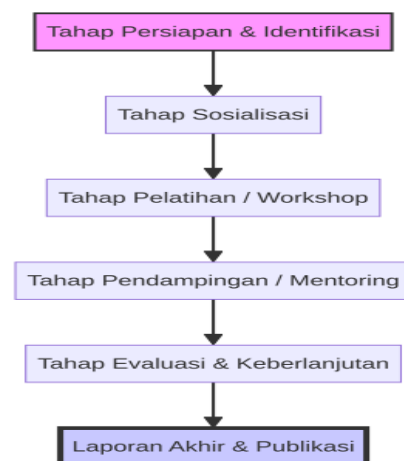 Tahap Persiapan & Identifikasi
Tahap Sosialisasi
Tahap Pelatihan / Workshop
Tahap Pendampingan / Mentoring
Tahap Evaluasi & Keberlanjutan
Laporan Akhir & Publikasi